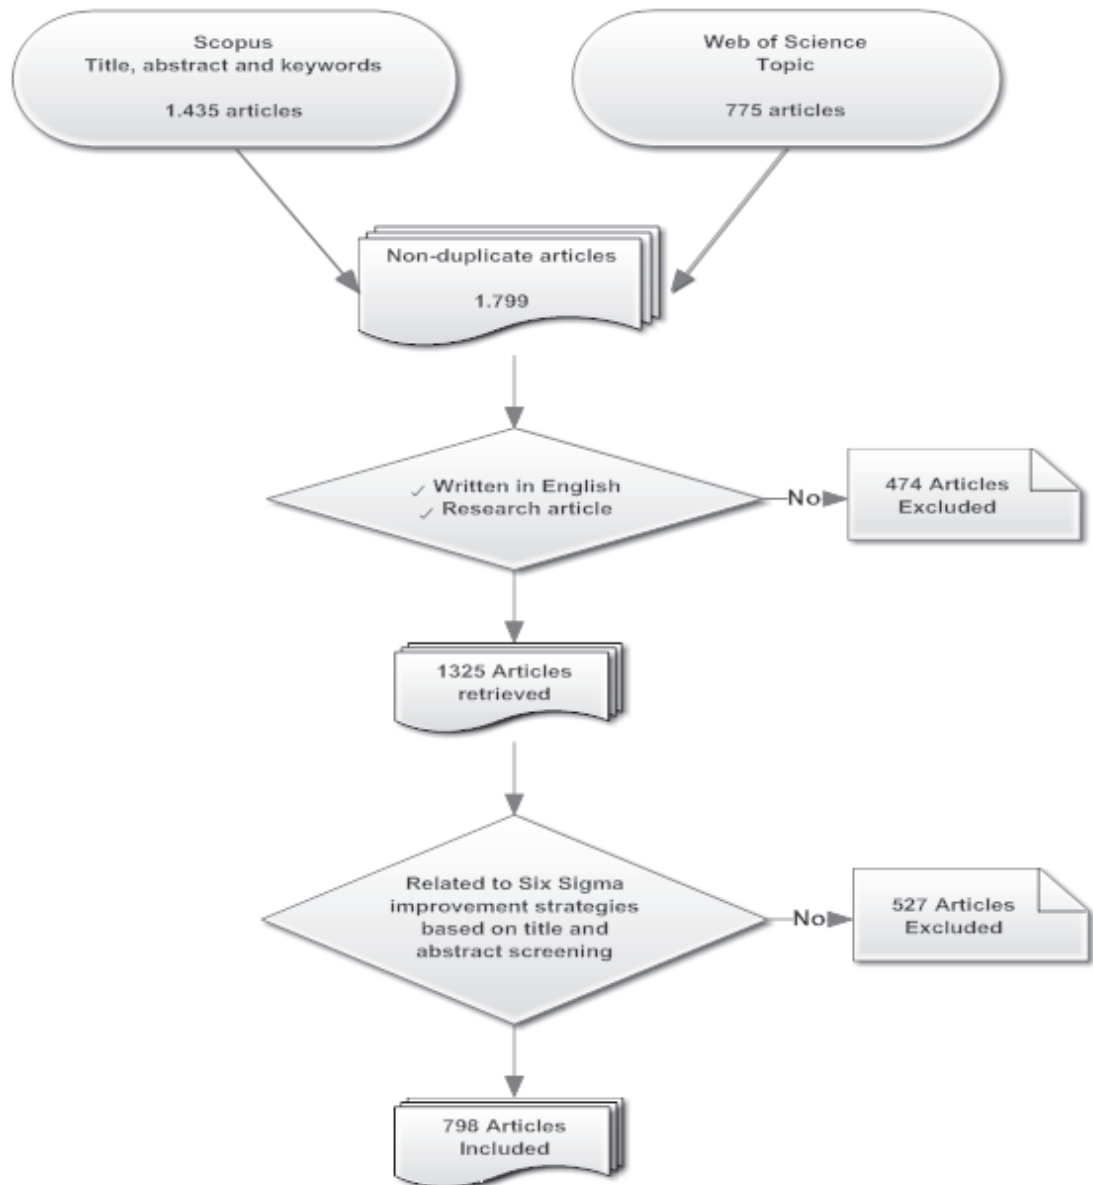 Scopus
Title, abstract and keywords
1.435 articles
Web of Science
Topic
775 articles
Non-duplicate articles
1.799
✓ Written in English
✓ Research article
No
474 Articles
Excluded
1325 Articles
retrieved
Related to Six Sigma
improvement strategies
based on title and
abstract screening
No
527 Articles
Excluded
798 Articles
Included